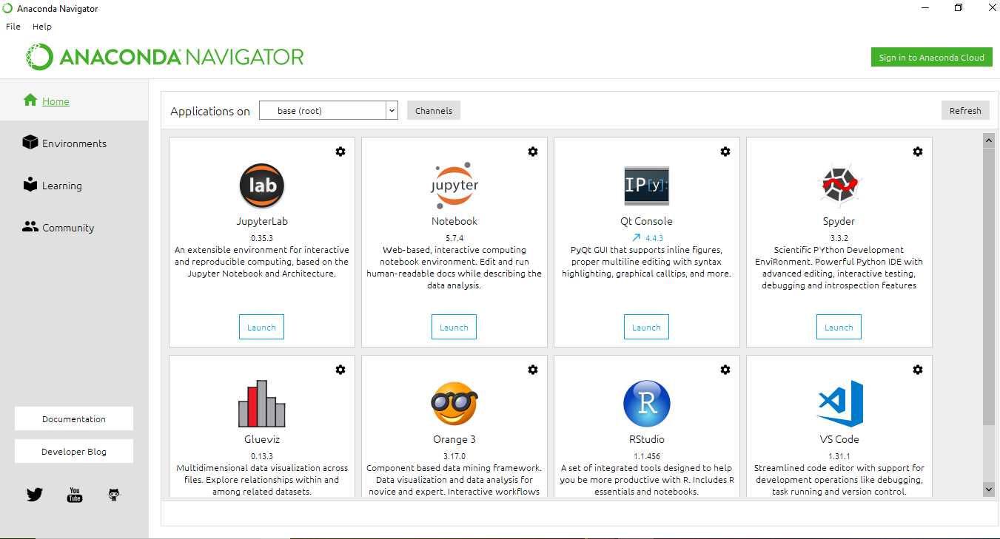 Anaconda Navigator
File Help
ANACONDA NAVIGATOR
Sign in to Anaconda Cloud
Home
Environments
Learning
Community
Documentation
Developer Blog
You
Tube
Applications on base (root) Channels Refresh
lab
JupyterLab
0.35.3
An extensible environment for interactive
and reproducible computing, based on the
Jupyter Notebook and Architecture.
Launch
jupyter
Notebook
5.7.4
Web-based, interactive computing
notebook environment. Edit and run
human-readable docs while describing the
data analysis.
Launch
IP[y]:
Qt Console
4.4.3
PyQt GUI that supports inline figures,
proper multiline editing with syntax
highlighting, graphical calltips, and more.
Launch
Spyder
3.3.2
Scientific PYthon Development
EnviRonment. Powerful Python IDE with
advanced editing, interactive testing,
debugging and introspection features
Launch
Glueviz
0.13.3
Multidimensional data visualization across
files. Explore relationships within and
among related datasets.
Orange 3
3.17.0
Component based data mining framework.
Data visualization and data analysis for
novice and expert. Interactive workflows
R
RStudio
1.1.456
A set of integrated tools designed to help
you be more productive with R. Includes R
essentials and notebooks.
VS Code
1.31.1
Streamlined code editor with support for
development operations like debugging,
task running and version control.